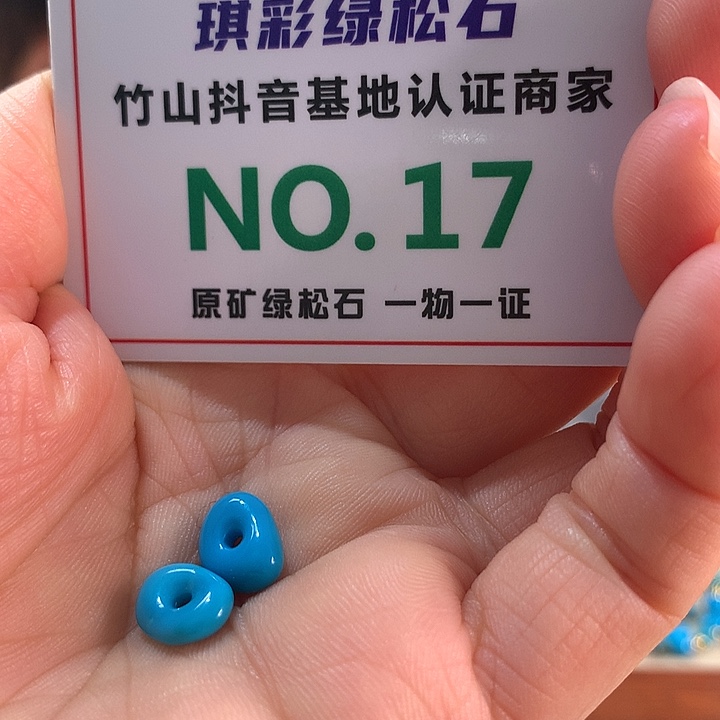 琪彩绿松石
竹山抖音基地认证商家
NO.17
原矿绿松石 一物一证